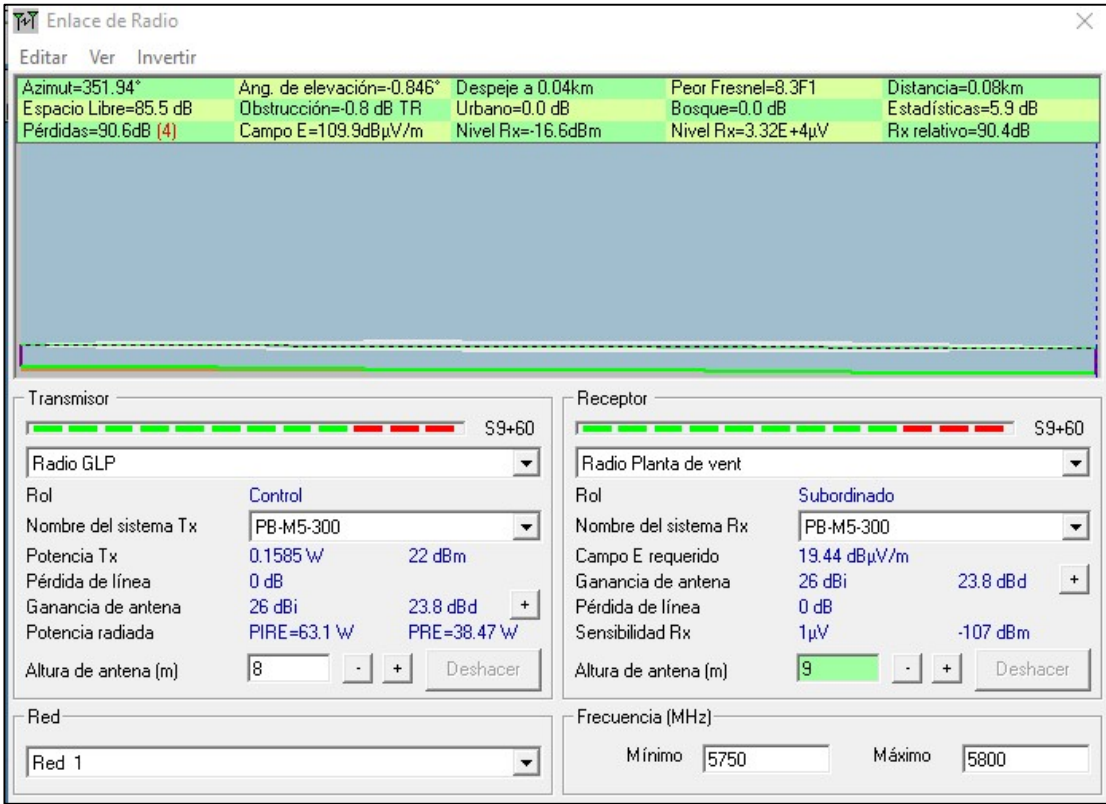 Enlace de Radio
Editar Ver Invertir
Azimut=351.94° Ang. de elevación=-0.846° Despeje a 0.04km Peor Fresnel=8.3F1 Distancia=0.08km
Espacio Libre=85.5 dB Obstrucción=-0.8 dB TR Urbano=0.0 dB Bosque=0.0 dB Estadísticas=5.9 dB
Pérdidas=90.6dB (4) Campo E=109.9dBµV/m Nivel Rx=-16.6dBm Nivel Rx=3.32E+4µV Rx relativo=90.4dB
Transmisor
S9+60
Radio GLP
Rol Control
Nombre del sistema Tx PB-M5-300
Potencia Tx 0.1585 W 22 dBm
Pérdida de línea 0 dB
Ganancia de antena 26 dBi 23.8 dBd +
Potencia radiada PIRE=63.1 W PRE=38.47 W
Altura de antena (m) 8 - + Deshacer
Receptor
S9+60
Radio Planta de vent
Rol Subordinado
Nombre del sistema Rx PB-M5-300
Campo E requerido 19.44 dBµV/m
Ganancia de antena 26 dBi 23.8 dBd +
Pérdida de línea 0 dB
Sensibilidad Rx 1µV -107 dBm
Altura de antena (m) 9 - + Deshacer
Red
Red 1
Frecuencia (MHz)
Mínimo 5750 Máximo 5800